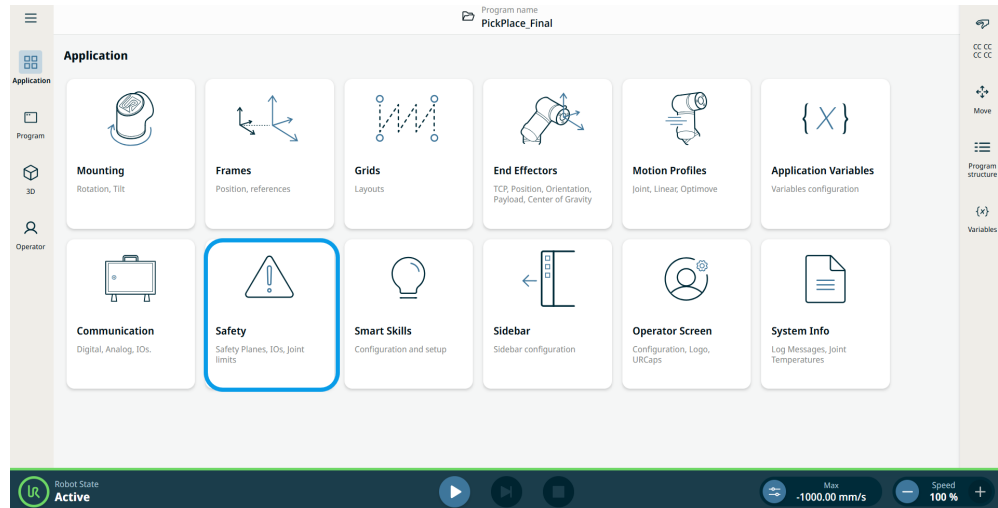 Program name
PickPlace_Final
Application
Application
Program
3D
Operator
Mounting
Rotation, Tilt
Frames
Position, references
Grids
Layouts
End Effectors
TCP, Position, Orientation,
Payload, Center of Gravity
Motion Profiles
Joint, Linear, Optimove
{X}
Application Variables
Variables configuration
Communication
Digital, Analog, IOs.
Safety
Safety Planes, IOs, Joint
limits
Smart Skills
Configuration and setup
Sidebar
Sidebar configuration
Operator Screen
Configuration, Logo,
URCaps
System Info
Log Messages, Joint
Temperatures
CC CC
CC CC
Move
Program
structure
{x}
Variables
UR
Robot State
Active
Max
-1000.00 mm/s
Speed
100 %